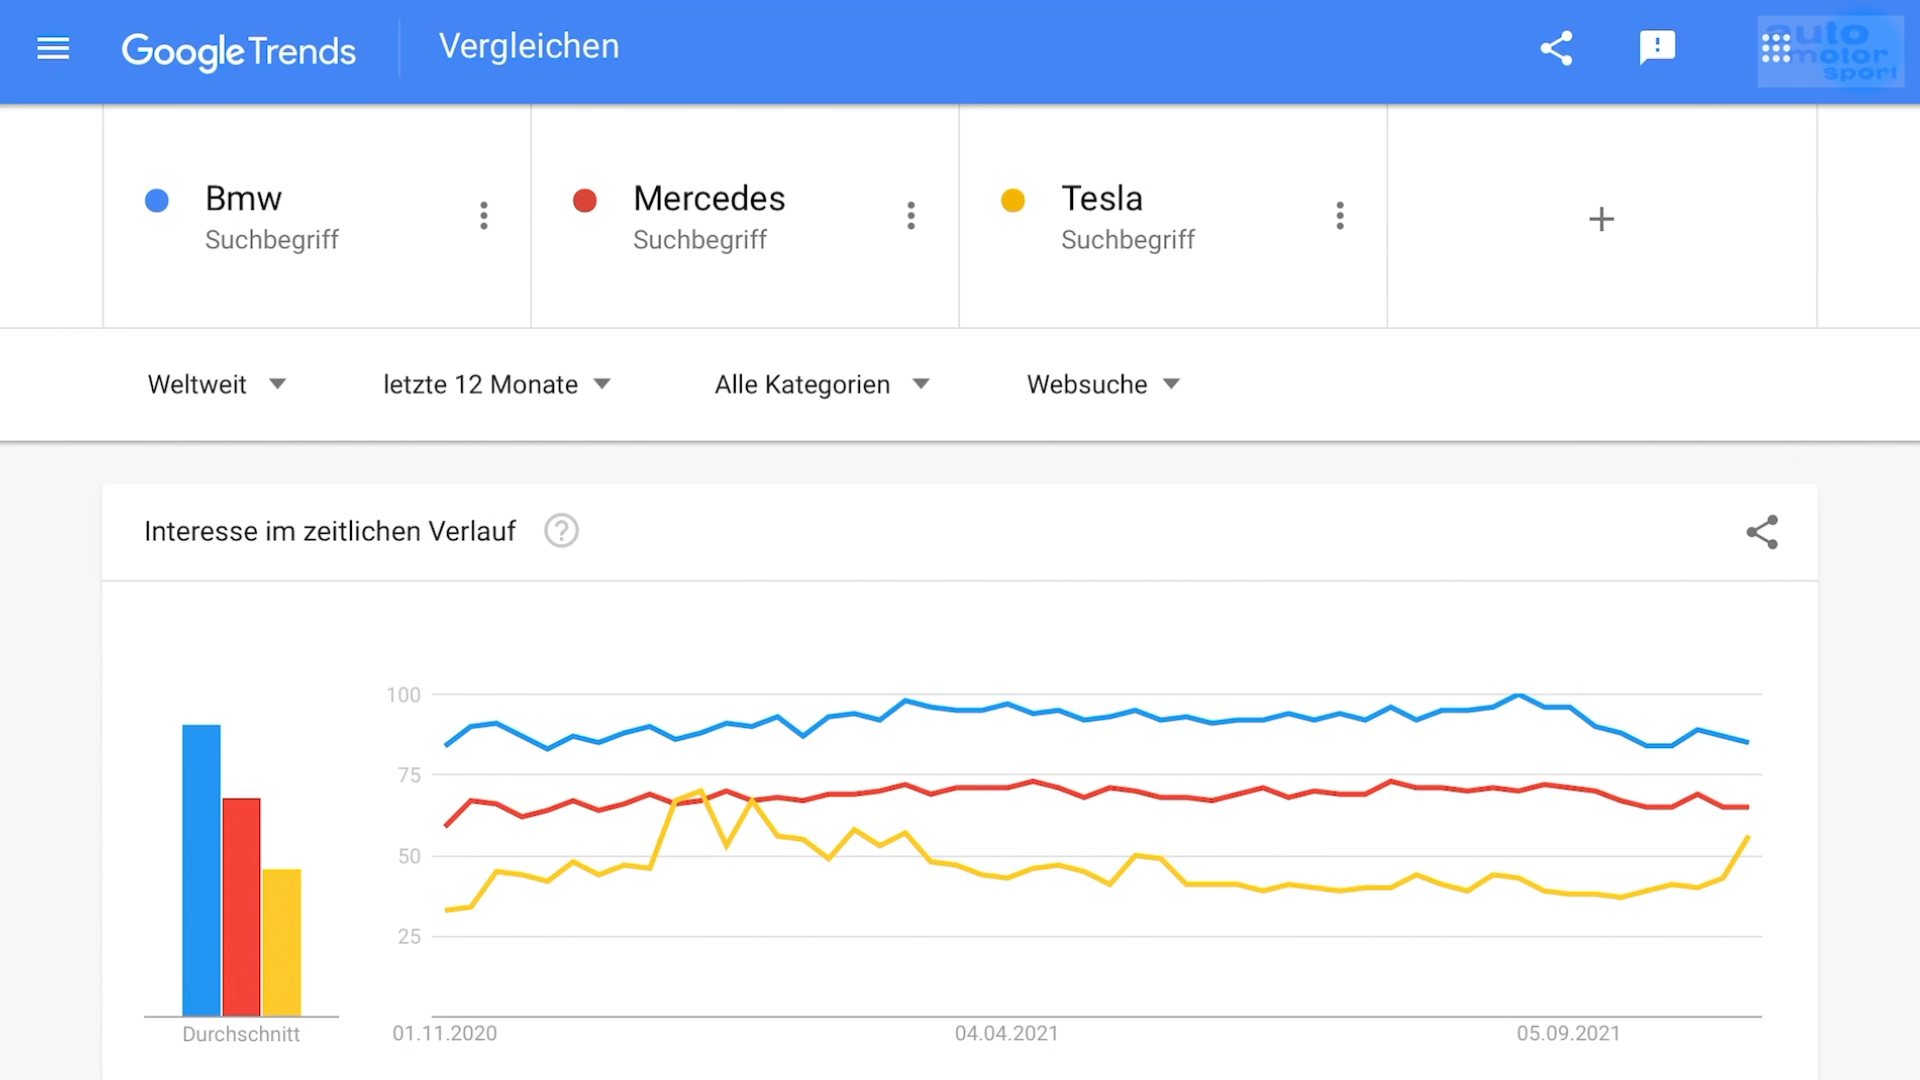 Google Trends
Vergleichen
auto
motor
sport
Bmw
Suchbegriff
Mercedes
Suchbegriff
Tesla
Suchbegriff
+
Weltweit
letzte 12 Monate
Alle Kategorien
Websuche
Interesse im zeitlichen Verlauf
?
100
75
50
25
Durchschnitt
01.11.2020
04.04.2021
05.09.2021